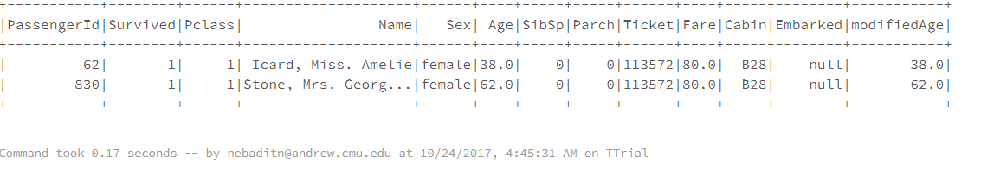 +-----------+--------+------+--------------------+------+----+-----+-----+------+----+-----+--------+-----------+
|PassengerId|Survived|Pclass|                Name|   Sex| Age|SibSp|Parch|Ticket|Fare|Cabin|Embarked|modifiedAge|
+-----------+--------+------+--------------------+------+----+-----+-----+------+----+-----+--------+-----------+
|         62|       1|     1| Icard, Miss. Amelie|female|38.0|    0|    0|113572|80.0|  B28|    null|       38.0|
|        830|       1|     1|Stone, Mrs. Georg...|female|62.0|    0|    0|113572|80.0|  B28|    null|       62.0|
+-----------+--------+------+--------------------+------+----+-----+-----+------+----+-----+--------+-----------+
Command took 0.17 seconds -- by nebaditn@andrew.cmu.edu at 10/24/2017, 4:45:31 AM on TTrial